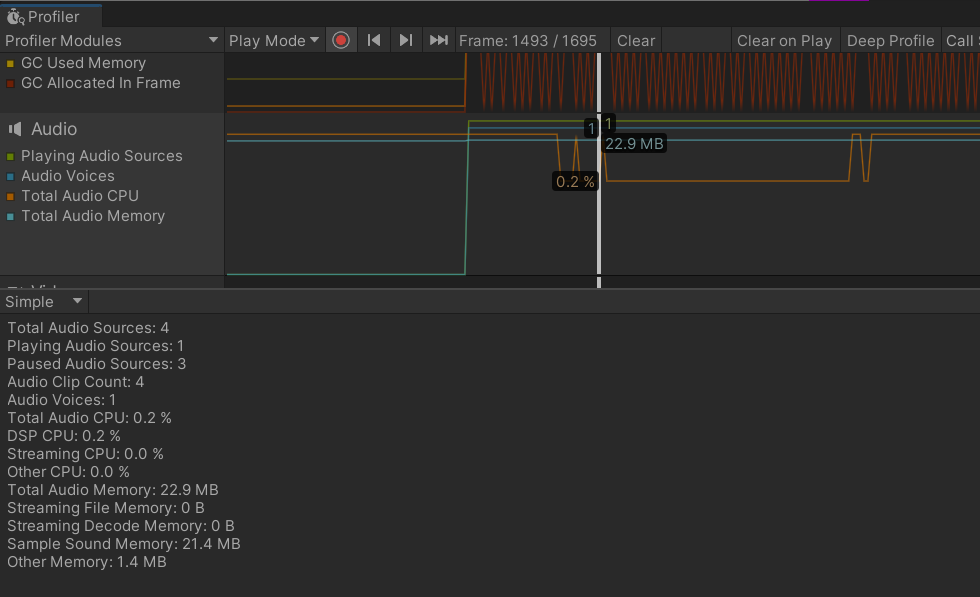 Profiler
Profiler Modules Play Mode Frame: 1493 / 1695 Clear Clear on Play Deep Profile Call
GC Used Memory
GC Allocated In Frame
Audio
1 1
22.9 MB
Playing Audio Sources
Audio Voices
0.2 %
Total Audio CPU
Total Audio Memory
Simple
Total Audio Sources: 4
Playing Audio Sources: 1
Paused Audio Sources: 3
Audio Clip Count: 4
Audio Voices: 1
Total Audio CPU: 0.2 %
DSP CPU: 0.2 %
Streaming CPU: 0.0 %
Other CPU: 0.0 %
Total Audio Memory: 22.9 MB
Streaming File Memory: 0 B
Streaming Decode Memory: 0 B
Sample Sound Memory: 21.4 MB
Other Memory: 1.4 MB